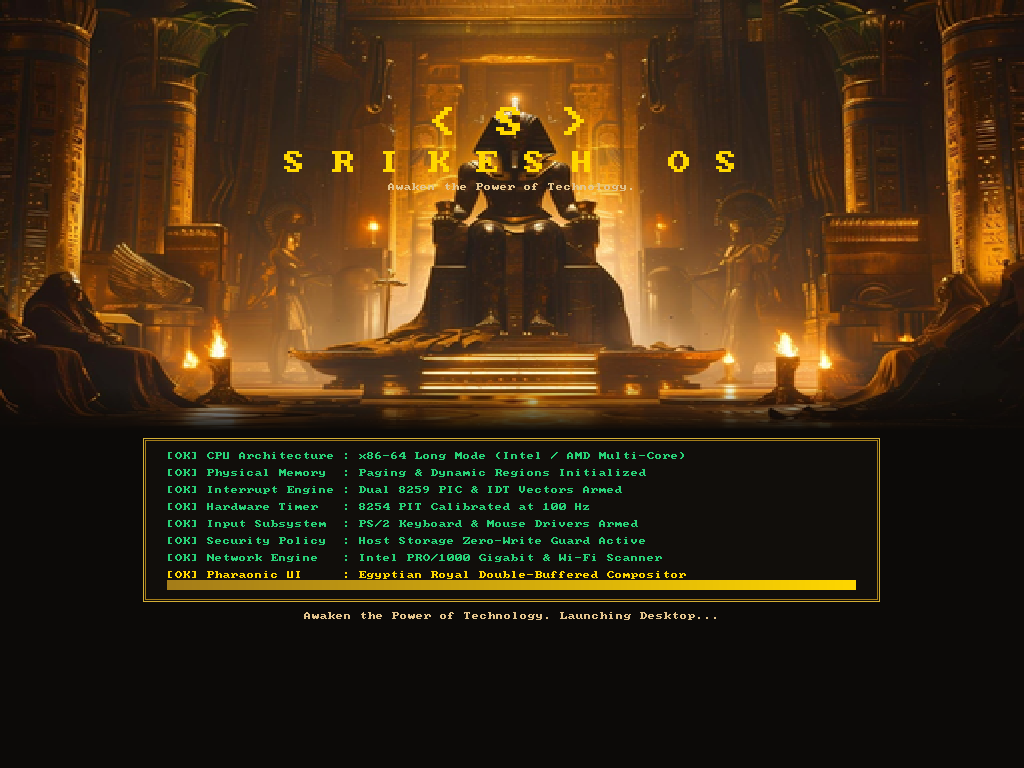 < S >
SRIKESH OS
Awaken the Power of Technology.
[OK] CPU Architecture : x86-64 Long Mode (Intel / AMD Multi-Core)
[OK] Physical Memory : Paging & Dynamic Regions Initialized
[OK] Interrupt Engine : Dual 8259 PIC & IDT Vectors Armed
[OK] Hardware Timer : 8254 PIT Calibrated at 100 Hz
[OK] Input Subsystem : PS/2 Keyboard & Mouse Drivers Armed
[OK] Security Policy : Host Storage Zero-Write Guard Active
[OK] Network Engine : Intel PRO/1000 Gigabit & Wi-Fi Scanner
[OK] Pharaonic UI : Egyptian Royal Double-Buffered Compositor
Awaken the Power of Technology. Launching Desktop...